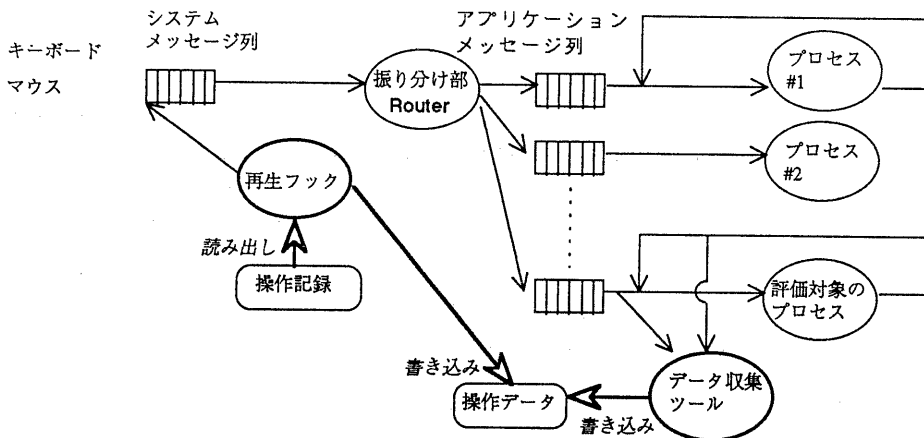 システム
メッセージ列
アプリケーション
メッセージ列
キーボード
マウス
振り分け部
Router
プロセス
#1
プロセス
#2
再生フック
読み出し
操作記録
評価対象の
プロセス
書き込み
操作データ
書き込み
データ収集
ツール